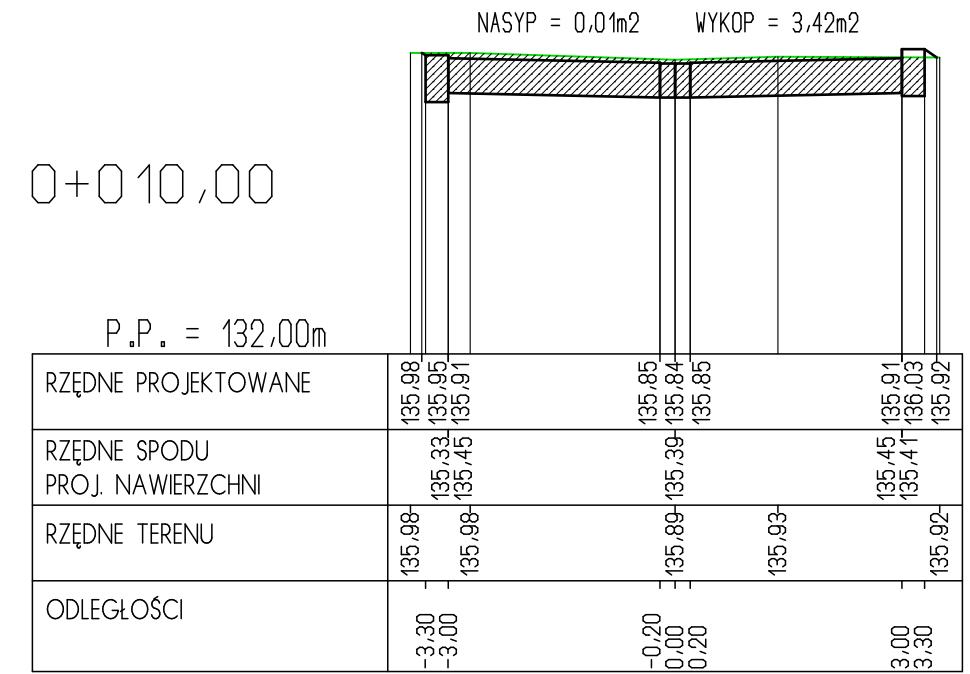 NASYP = 0,01m2 WYKOP = 3,42m2
0+010,00
P.P. = 132,00m
RZĘDNE PROJEKTOWANE 135,98 135,95 135,91 135,85 135,84 135,85 135,91 136,03 135,92
RZĘDNE SPODU
PROJ. NAWIERZCHNI 135,33 135,45 135,39 135,45 135,41
RZĘDNE TERENU 135,98 135,98 135,89 135,93 135,92
ODLEGŁOŚCI -3,30 -3,00 -0,20 0,00 0,20 3,00 3,30